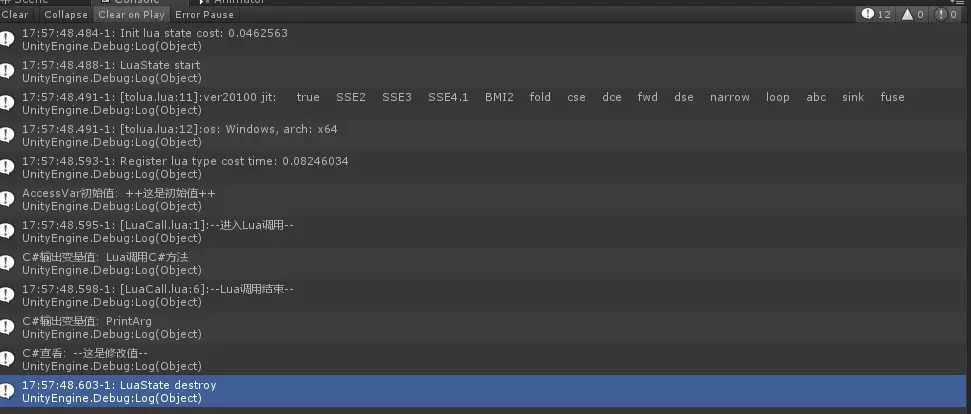 Scene Console Animator
Clear Collapse Clear on Play Error Pause 12 0 0
17:57:48.484-1: Init lua state cost: 0.0462563
UnityEngine.Debug:Log(Object)
17:57:48.488-1: LuaState start
UnityEngine.Debug:Log(Object)
17:57:48.491-1: [tolua.lua:11]:ver20100 jit: true SSE2 SSE3 SSE4.1 BMI2 fold cse dce fwd dse narrow loop abc sink fuse
UnityEngine.Debug:Log(Object)
17:57:48.491-1: [tolua.lua:12]:os: Windows, arch: x64
UnityEngine.Debug:Log(Object)
17:57:48.593-1: Register lua type cost time: 0.08246034
UnityEngine.Debug:Log(Object)
AccessVar初始值: ++这是初始值++
UnityEngine.Debug:Log(Object)
17:57:48.595-1: [LuaCall.lua:1]:--进入Lua调用--
UnityEngine.Debug:Log(Object)
C#输出变量值: Lua调用C#方法
UnityEngine.Debug:Log(Object)
17:57:48.598-1: [LuaCall.lua:6]:--Lua调用结束--
UnityEngine.Debug:Log(Object)
C#输出变量值: PrintArg
UnityEngine.Debug:Log(Object)
C#查看: --这是修改值--
UnityEngine.Debug:Log(Object)
17:57:48.603-1: LuaState destroy
UnityEngine.Debug:Log(Object)